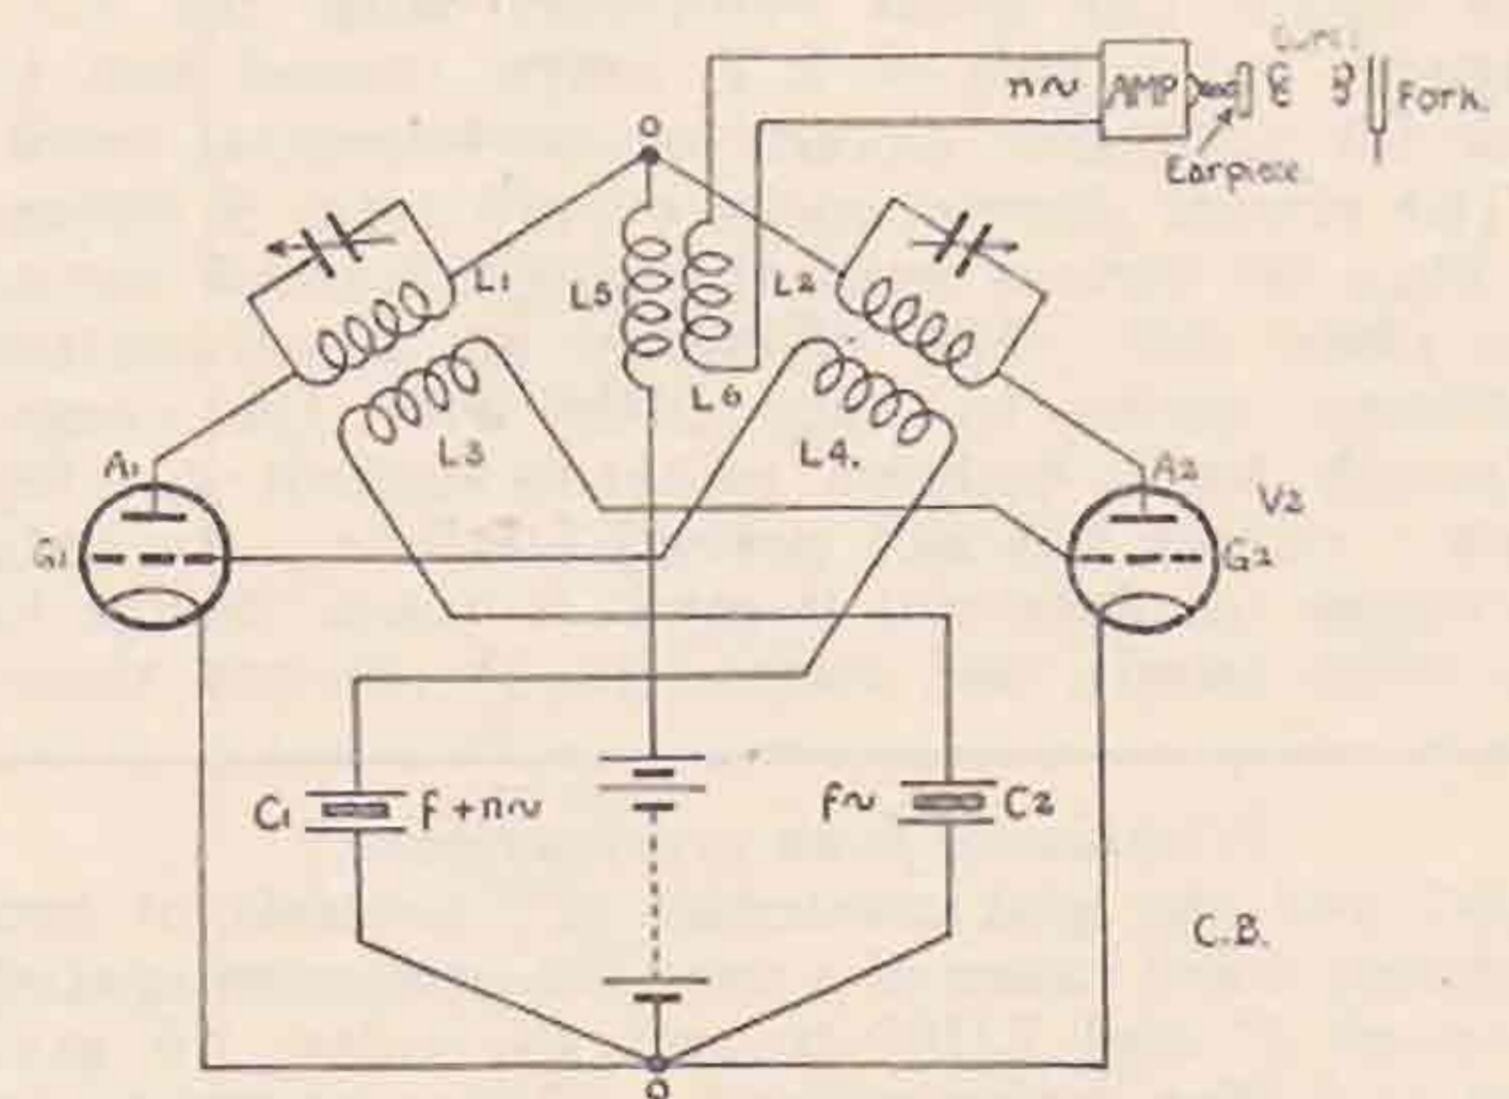 n~ AMP Fork.
Earpiece
O
L1 L5 L2
L6
L3 L4.
A1 A2
V2
G1 G2
C1 f+n~ f~ C2
C.B.
O